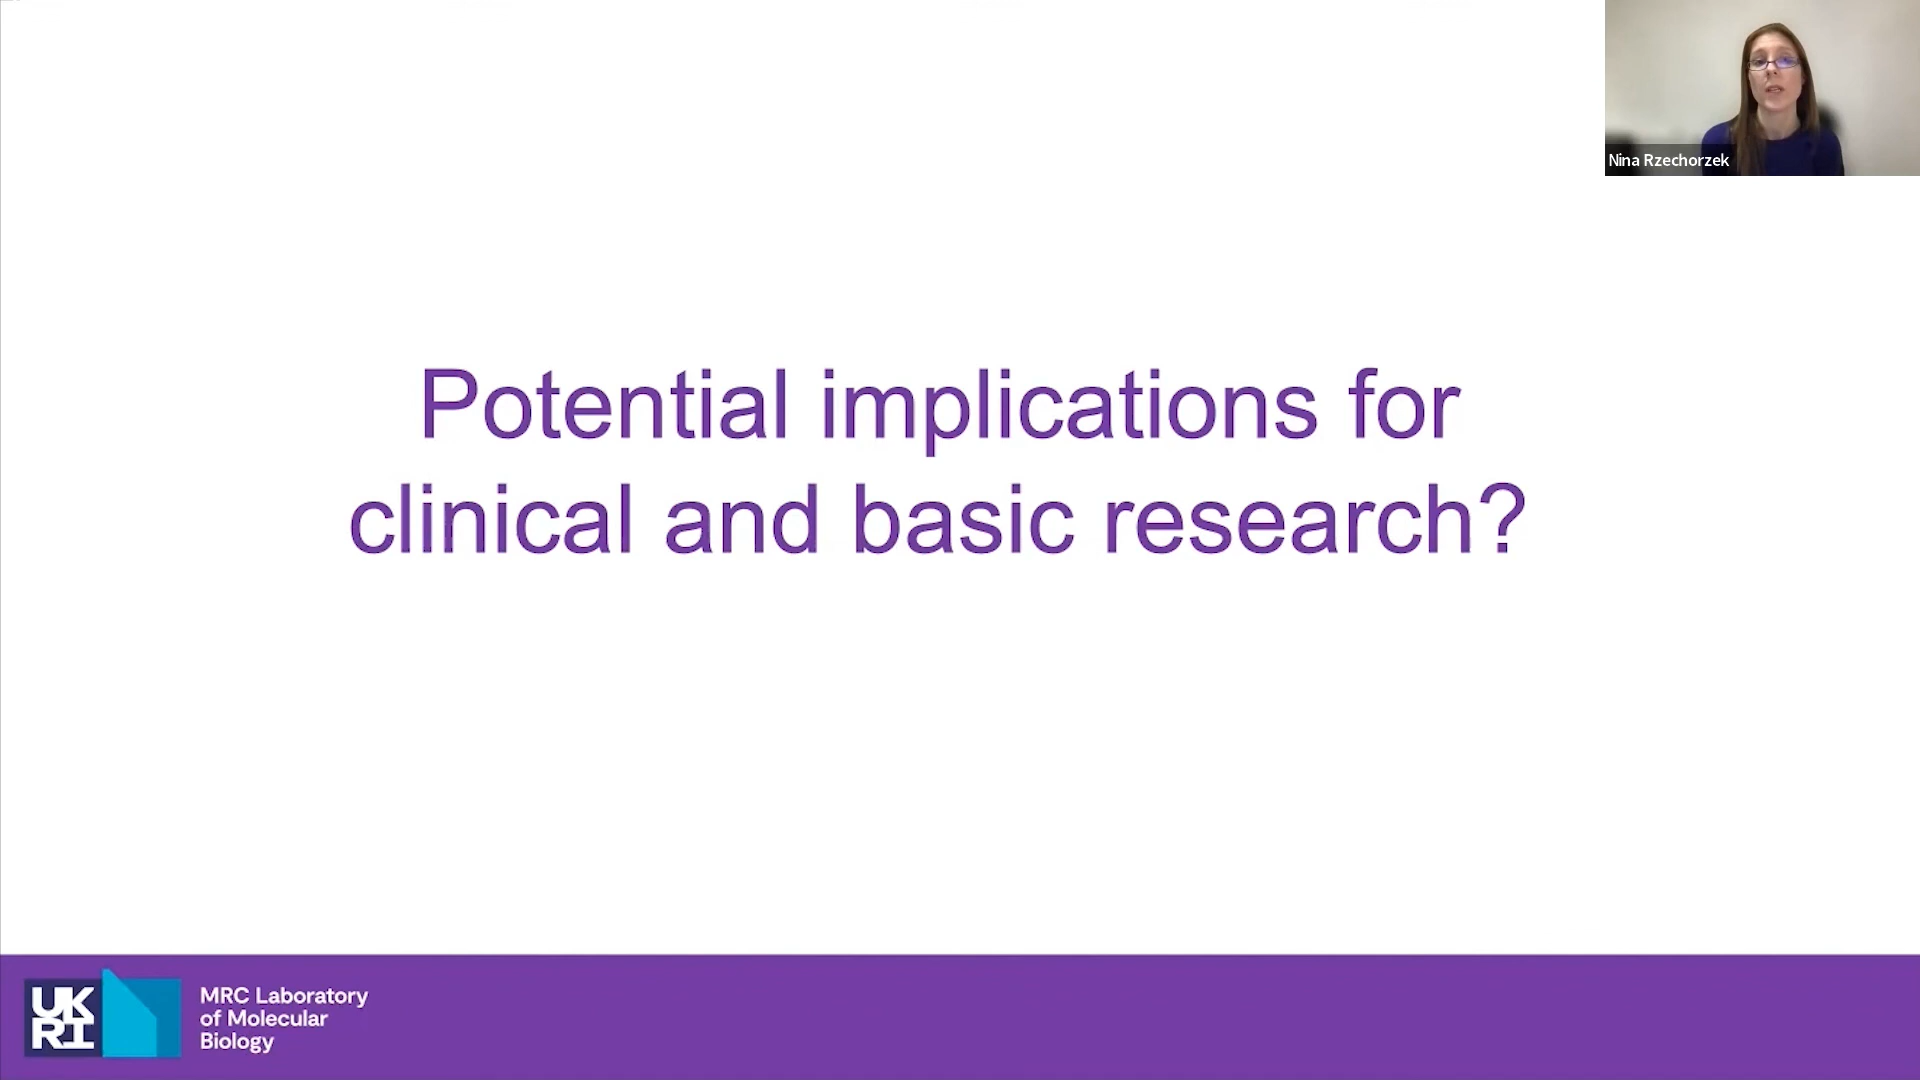 Nina Rzechorzek
Potential implications for
clinical and basic research?
UK
RI
MRC Laboratory
of Molecular
Biology